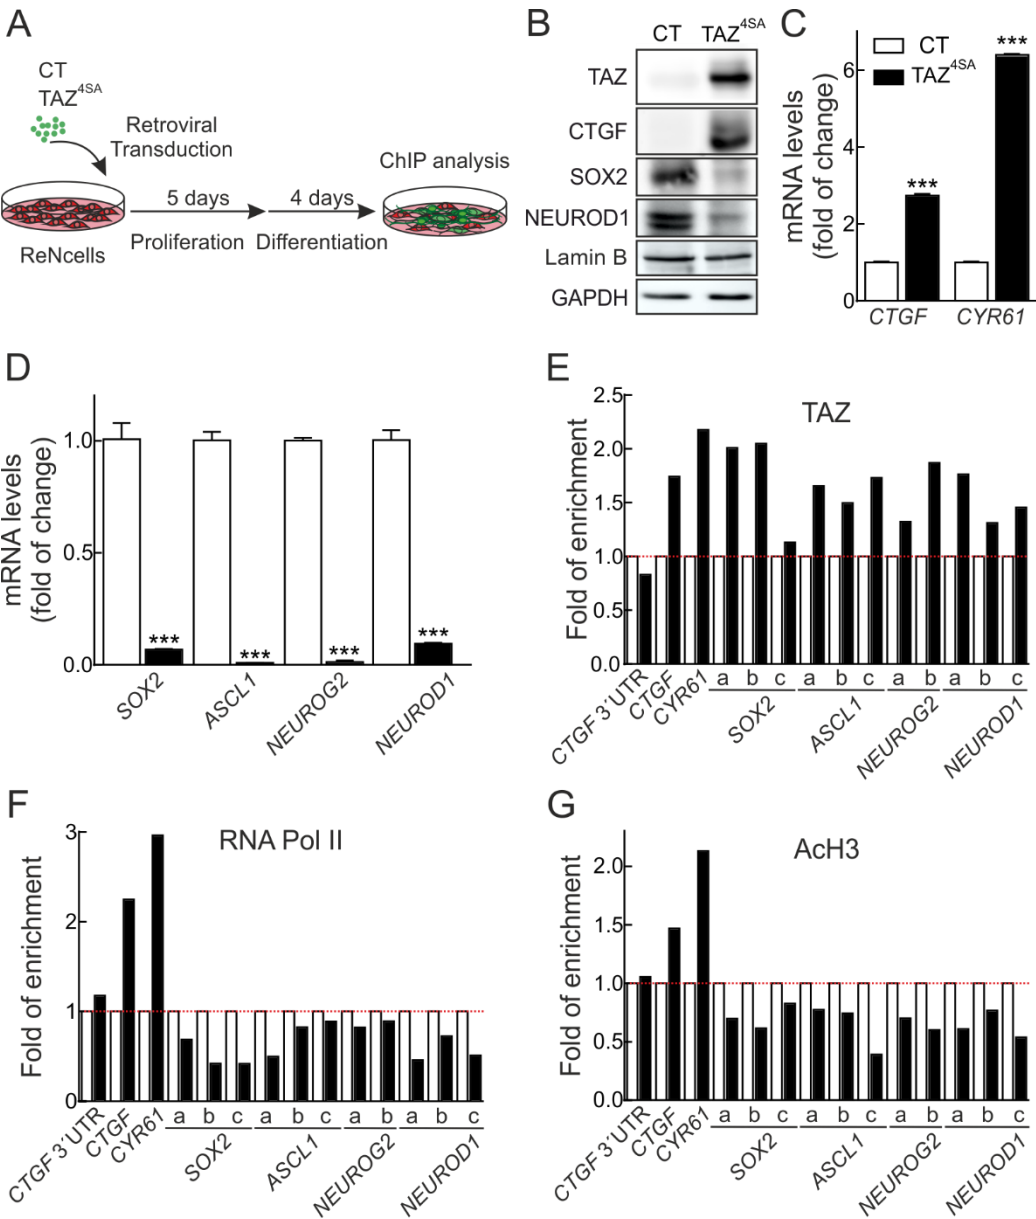 A
CT
TAZ4SA
Retroviral
Transduction
ChIP analysis
5 days
4 days
Proliferation
Differentiation
ReNcells
B
CT
TAZ4SA
TAZ
CTGF
SOX2
NEUROD1
Lamin B
GAPDH
C
CT
TAZ4SA
mRNA levels
(fold of change)
6
4
2
0
***
***
CTGF
CYR61
D
mRNA levels
(fold of change)
1.0
0.5
0.0
***
***
***
***
SOX2
ASCL1
NEUROG2
NEUROD1
E
TAZ
Fold of enrichment
2.5
2.0
1.5
1.0
0.5
0.0
a b c a b c a b a b c
CTGF 3´UTR
CTGF
CYR61
SOX2
ASCL1
NEUROG2
NEUROD1
F
RNA Pol II
Fold of enrichment
3
2
1
0
a b c a b c a b a b c
CTGF 3´UTR
CTGF
CYR61
SOX2
ASCL1
NEUROG2
NEUROD1
G
AcH3
Fold of enrichment
2.0
1.5
1.0
0.5
0.0
a b c a b c a b a b c
CTGF 3´UTR
CTGF
CYR61
SOX2
ASCL1
NEUROG2
NEUROD1